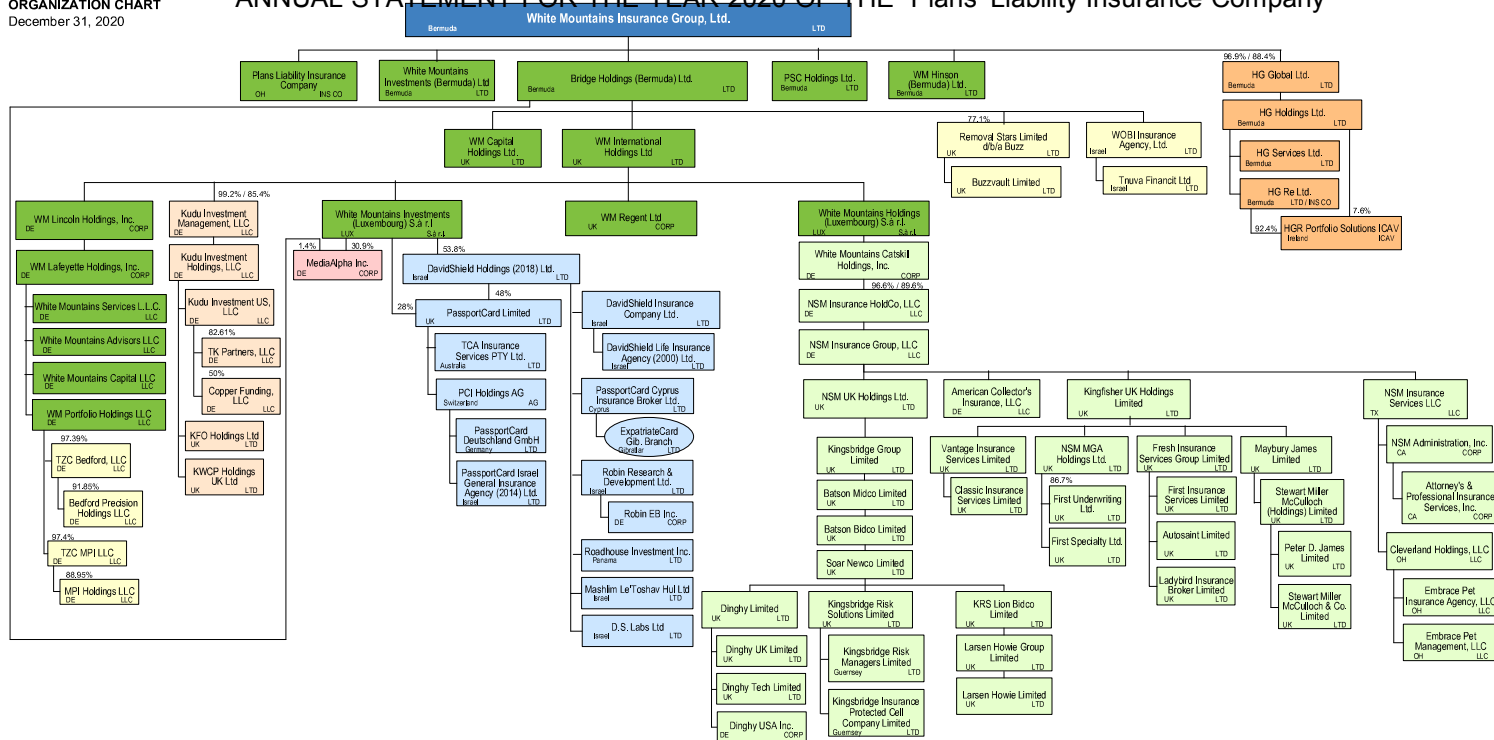 ORGANIZATION CHART
December 31, 2020
ANNUAL STATEMENT FOR THE YEAR 2020 OF THE Plans' Liability Insurance Company
White Mountains Insurance Group, Ltd.
Bermuda LTD
Plans Liability Insurance
Company
OH INS CO
White Mountains
Investments (Bermuda) Ltd
Bermuda LTD
Bridge Holdings (Bermuda) Ltd.
Bermuda LTD
PSC Holdings Ltd.
Bermuda LTD
WM Hinson
(Bermuda) Ltd.
Bermuda LTD
96.9% / 88.4%
HG Global Ltd.
Bermuda LTD
HG Holdings Ltd.
Bermuda LTD
HG Services Ltd.
Bermdua LTD
HG Re Ltd.
Bermuda LTD / INS CO
7.6%
92.4%
HGR Portfolio Solutions ICAV
Ireland ICAV
WM Capital
Holdings Ltd.
UK LTD
WM International
Holdings Ltd
UK LTD
77.1%
Removal Stars Limited
d/b/a Buzz
UK LTD
Buzzvault Limited
UK LTD
WOBI Insurance
Agency, Ltd.
Israel LTD
Tnuva Financit Ltd
Israel LTD
WM Lincoln Holdings, Inc.
DE CORP
WM Lafeyette Holdings, Inc.
DE CORP
White Mountains Services L.L.C.
DE LLC
White Mountains Advisors LLC
DE LLC
White Mountains Capital LLC
DE LLC
WM Portfolio Holdings LLC
DE LLC
97.39%
TZC Bedford, LLC
DE LLC
91.85%
Bedford Precision
Holdings LLC
DE LLC
97.4%
TZC MPI LLC
DE LLC
88.95%
MPI Holdings LLC
DE LLC
99.2% / 85.4%
Kudu Investment
Management, LLC
DE LLC
Kudu Investment
Holdings, LLC
DE LLC
Kudu Investment US,
LLC
DE LLC
82.61%
TK Partners, LLC
DE LLC
50%
Copper Funding,
LLC
DE LLC
KFO Holdings Ltd
UK LTD
KWCP Holdings
UK Ltd
UK LTD
White Mountains Investments
(Luxembourg) S.à r.l
LUX S.à r.l
1.4%
30.9%
MediaAlpha Inc.
DE CORP
53.8%
DavidShield Holdings (2018) Ltd.
Israel LTD
48%
28%
PassportCard Limited
UK LTD
TCA Insurance
Services PTY Ltd.
Australia LTD
PCI Holdings AG
Switzerland AG
PassportCard
Deutschland GmbH
Germany LTD
PassportCard Israel
General Insurance
Agency (2014) Ltd.
Israel LTD
DavidShield Insurance
Company Ltd.
Israel LTD
DavidShield Life Insurance
Agency (2000) Ltd.
Israel LTD
PassportCard Cyprus
Insurance Broker Ltd.
Cyprus LTD
ExpatriateCard
Gib. Branch
Gibraltar LTD
Robin Research &
Development Ltd.
Israel LTD
Robin EB Inc.
DE CORP
Roadhouse Investment Inc.
Panama LTD
Mashlim Le'Toshav Hul Ltd
Israel LTD
D.S. Labs Ltd
Israel LTD
WM Regent Ltd
UK CORP
White Mountains Holdings
(Luxembourg) S.à r.l.
LUX S.à r.l
White Mountains Catskill
Holdings, Inc.
DE CORP
96.6% / 89.6%
NSM Insurance HoldCo, LLC
DE LLC
NSM Insurance Group, LLC
DE LLC
NSM UK Holdings Ltd.
UK LTD
Kingsbridge Group
Limited
UK LTD
Batson Midco Limited
UK LTD
Batson Bidco Limited
UK LTD
Soar Newco Limited
UK LTD
Dinghy Limited
UK LTD
Dinghy UK Limited
UK LTD
Dinghy Tech Limited
UK LTD
Dinghy USA Inc.
DE CORP
Kingsbridge Risk
Solutions Limited
UK LTD
Kingsbridge Risk
Managers Limited
Guernsey LTD
Kingsbridge Insurance
Protected Cell
Company Limited
Guernsey LTD
KRS Lion Bidco
Limited
UK LTD
Larsen Howie Group
Limited
UK LTD
Larsen Howie Limited
UK LTD
American Collector's
Insurance, LLC
DE LLC
Kingfisher UK Holdings
Limited
UK LTD
Vantage Insurance
Services Limited
UK LTD
Classic Insurance
Services Limited
UK LTD
NSM MGA
Holdings Ltd.
UK LTD
86.7%
First Underwriting
Ltd.
UK LTD
First Specialty Ltd.
UK LTD
Fresh Insurance
Services Group Limited
UK LTD
First Insurance
Services Limited
UK LTD
Autosaint Limited
UK LTD
Ladybird Insurance
Broker Limited
UK LTD
Maybury James
Limited
UK LTD
Stewart Miller
McCulloch
(Holdings) Limited
UK LTD
Peter D. James
Limited
UK LTD
Stewart Miller
McCulloch & Co.
Limited
UK LTD
NSM Insurance
Services LLC
TX LLC
NSM Administration, Inc.
CA CORP
Attorney's &
Professional Insurance
Services, Inc.
CA CORP
Cleverland Holdings, LLC
OH LLC
Embrace Pet
Insurance Agency, LLC
OH LLC
Embrace Pet
Management, LLC
OH LLC